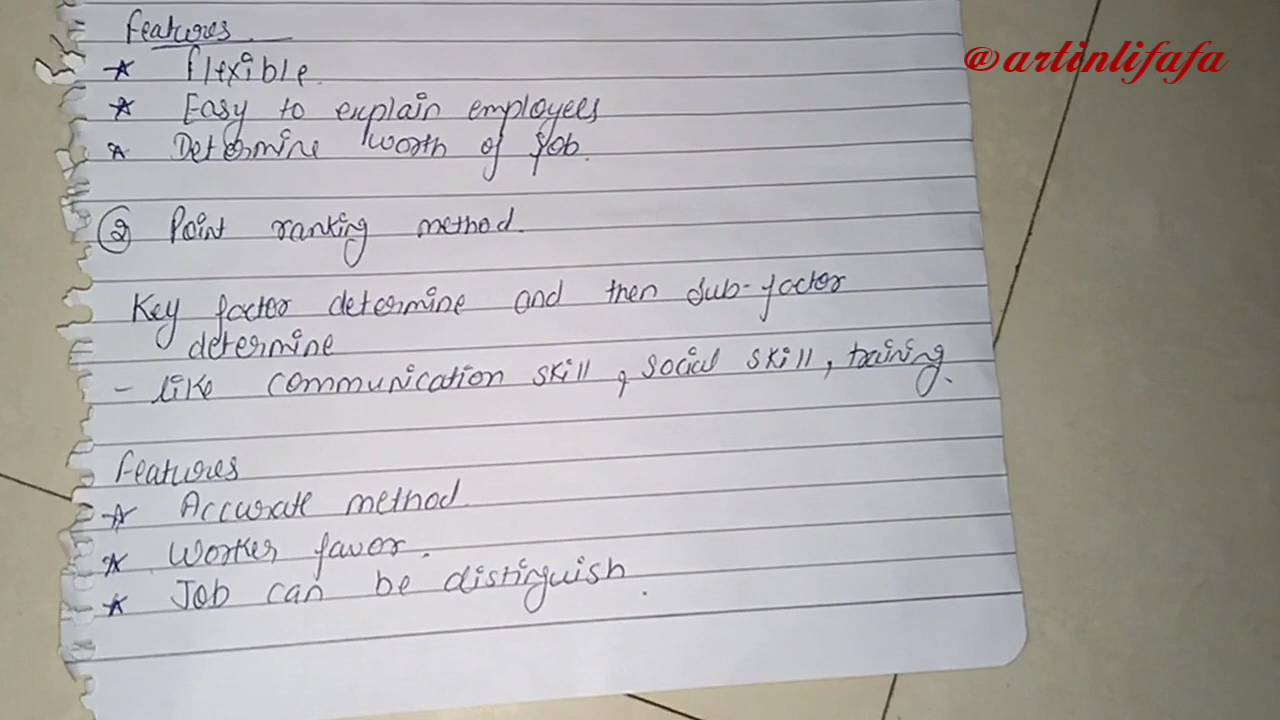 Features.
@artinlifafa
★ flexible.
★ Easy to explain employees
★ Determine worth of job.
② Point ranking method.
Key factor determine and then sub-factor
determine
- like communication skill, social skill, training.
Features
★ Accurate method
★ Worker favor.
★ Job can be distinguish.